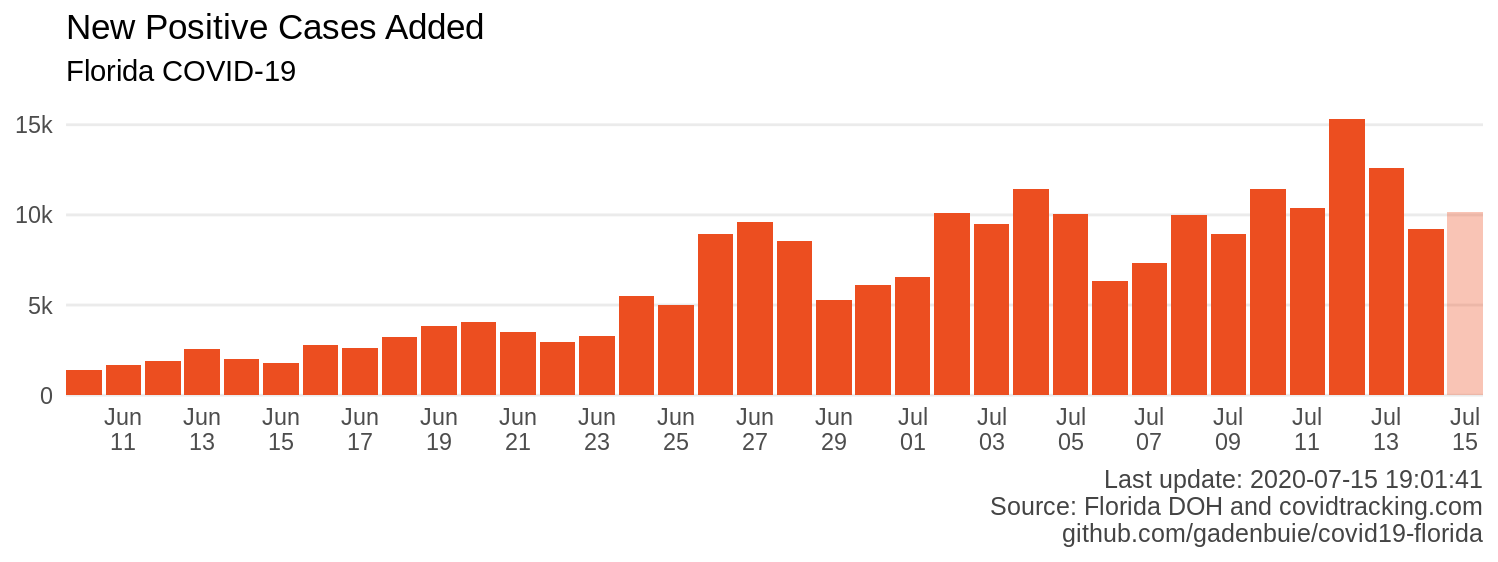 New Positive Cases Added
Florida COVID-19
15k
10k
5k
0
Jun Jun Jun Jun Jun Jun Jun Jun Jun Jun Jul Jul Jul Jul Jul Jul Jul Jul
11 13 15 17 19 21 23 25 27 29 01 03 05 07 09 11 13 15
Last update: 2020-07-15 19:01:41
Source: Florida DOH and covidtracking.com
github.com/gadenbuie/covid19-florida